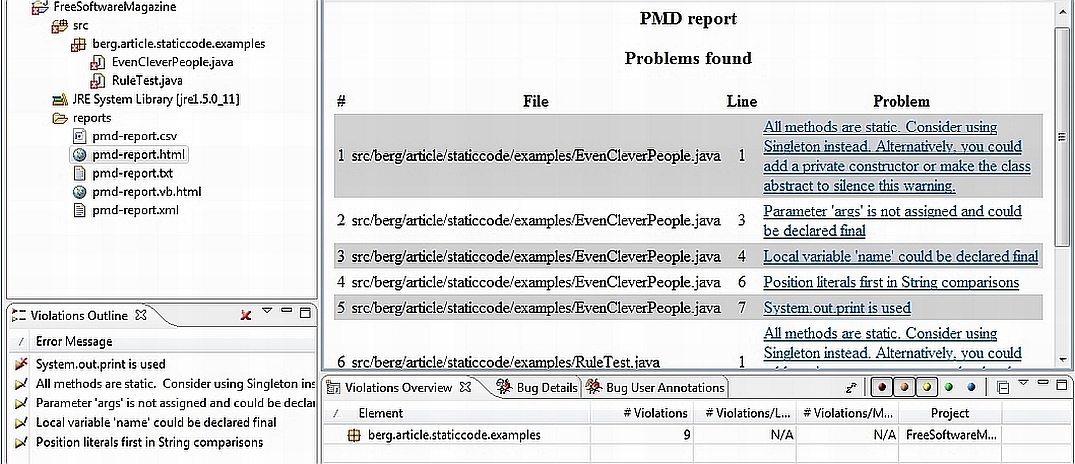 FreeSoftwareMagazine
src
berg.article.staticcode.examples
EvenCleverPeople.java
RuleTest.java
JRE System Library [jre1.5.0_11]
reports
pmd-report.csv
pmd-report.html
pmd-report.txt
pmd-report.vb.html
pmd-report.xml
PMD report
Problems found
# File Line Problem
1 src/berg/article/staticcode/examples/EvenCleverPeople.java 1 All methods are static. Consider using
Singleton instead. Alternatively, you could
add a private constructor or make the class
abstract to silence this warning.
2 src/berg/article/staticcode/examples/EvenCleverPeople.java 3 Parameter 'args' is not assigned and could
be declared final
3 src/berg/article/staticcode/examples/EvenCleverPeople.java 4 Local variable 'name' could be declared final
4 src/berg/article/staticcode/examples/EvenCleverPeople.java 6 Position literals first in String comparisons
5 src/berg/article/staticcode/examples/EvenCleverPeople.java 7 System.out.print is used
6 src/berg/article/staticcode/examples/RuleTest.java 1 All methods are static. Consider using
Singleton instead. Alternatively, you could
Violations Outline
/ Error Message
System.out.print is used
All methods are static. Consider using Singleton ins
Parameter 'args' is not assigned and could be declar
Local variable 'name' could be declared final
Position literals first in String comparisons
Violations Overview Bug Details Bug User Annotations
/ Element # Violations # Violations/L... # Violations/M... Project
berg.article.staticcode.examples 9 N/A N/A FreeSoftwareM...